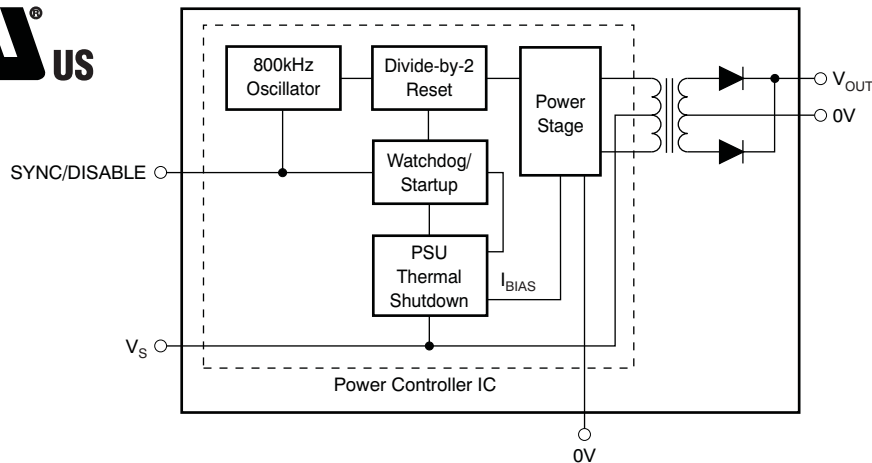 ®
US
800kHz
Oscillator
Divide-by-2
Reset
Power
Stage
V_OUT
0V
SYNC/DISABLE
Watchdog/
Startup
PSU
Thermal
Shutdown
I_BIAS
V_S
Power Controller IC
0V